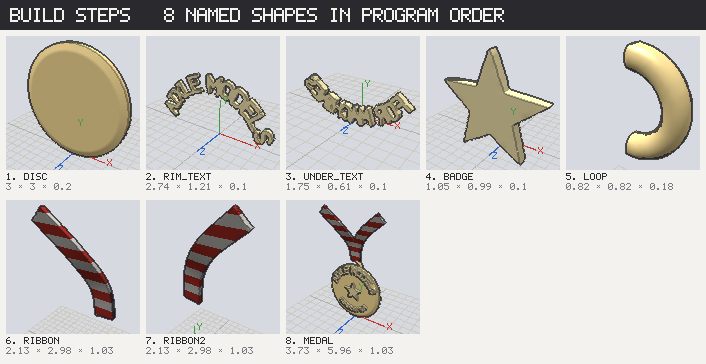 BUILD STEPS 8 NAMED SHAPES IN PROGRAM ORDER
Y
X
Z
1. DISC
3 × 3 × 0.2
X
Z
2. RIM_TEXT
2.74 × 1.21 × 0.1
Y
X
Z
3. UNDER_TEXT
1.75 × 0.61 × 0.1
Y
X
Z
4. BADGE
1.05 × 0.99 × 0.1
5. LOOP
0.82 × 0.82 × 0.18
6. RIBBON
2.13 × 2.98 × 1.03
Y
7. RIBBON2
2.13 × 2.98 × 1.03
X
Z
8. MEDAL
3.73 × 5.96 × 1.03